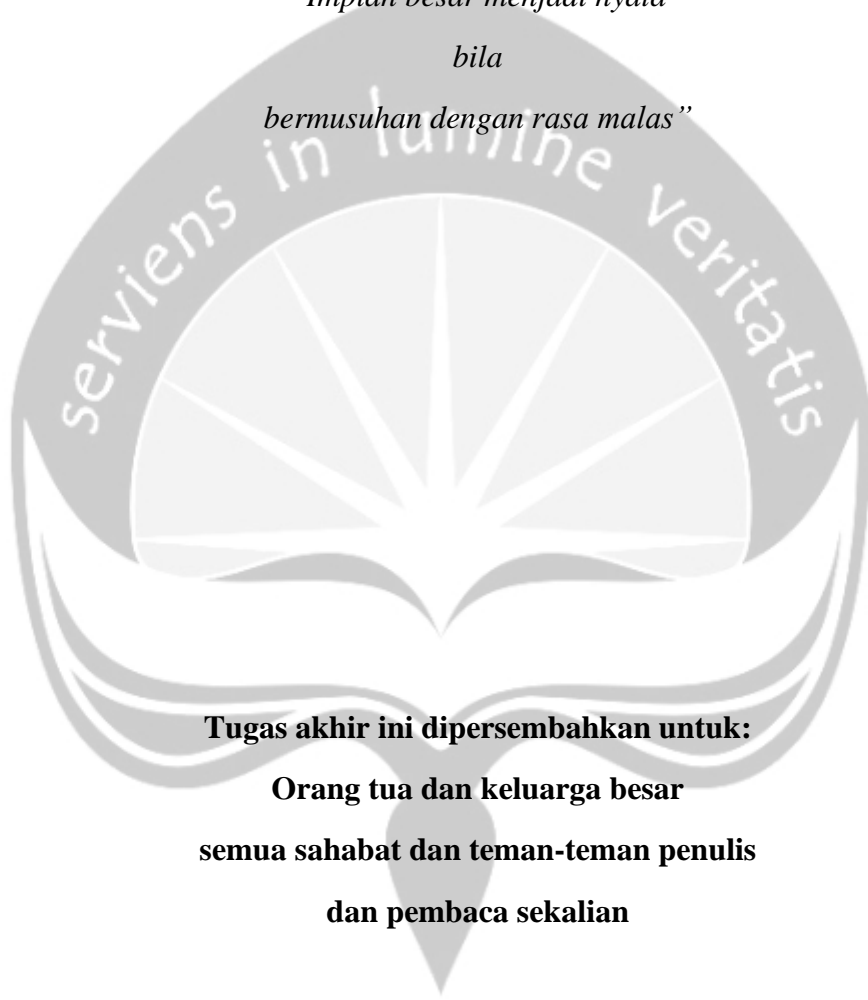 Impian besar menjadi nyata
bila
bermusuhan dengan rasa malas”
serviens in lumine veritatis
Tugas akhir ini dipersembahkan untuk:
Orang tua dan keluarga besar
semua sahabat dan teman-teman penulis
dan pembaca sekalian